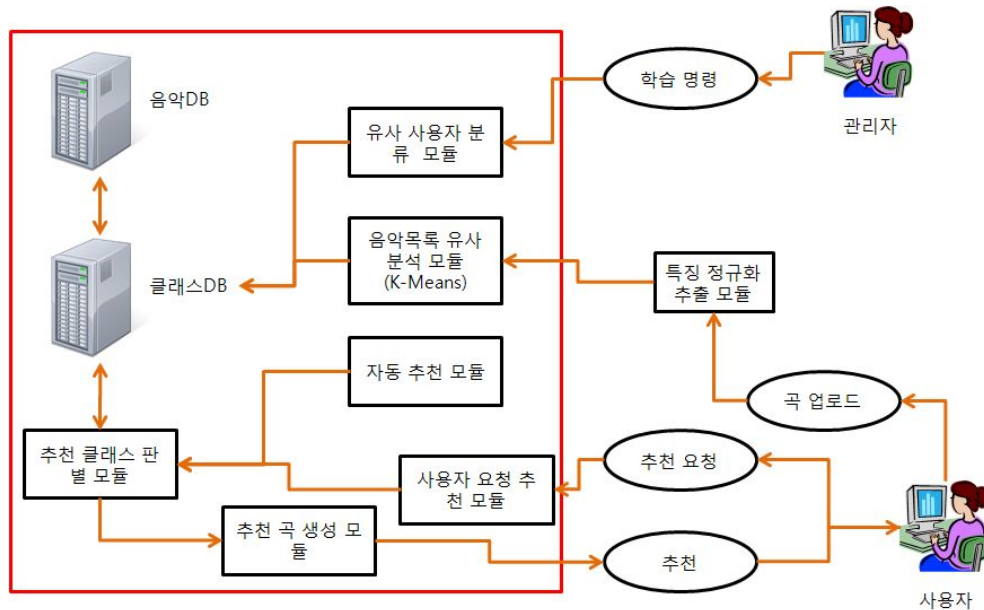 음악DB
학습 명령
관리자
유사 사용자 분
류 모듈
음악목록 유사
분석 모듈
(K-Means)
클래스DB
특징 정규화
추출 모듈
자동 추천 모듈
곡 업로드
추천 클래스 판
별 모듈
사용자 요청 추
천 모듈
추천 요청
추천 곡 생성 모
듈
추천
사용자